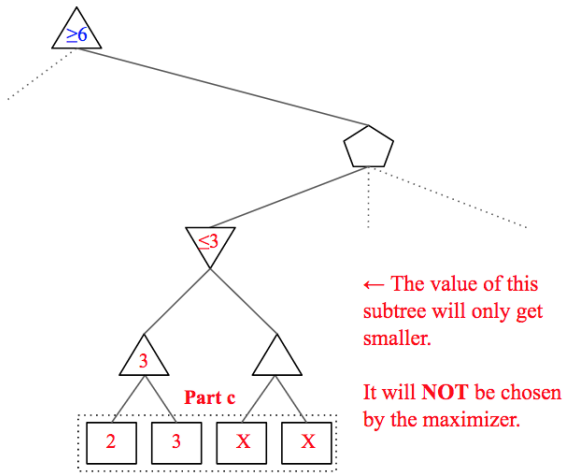 ≥6
≤3
← The value of this
subtree will only get
smaller.
3
It will NOT be chosen
by the maximizer.
Part c
2 3 X X